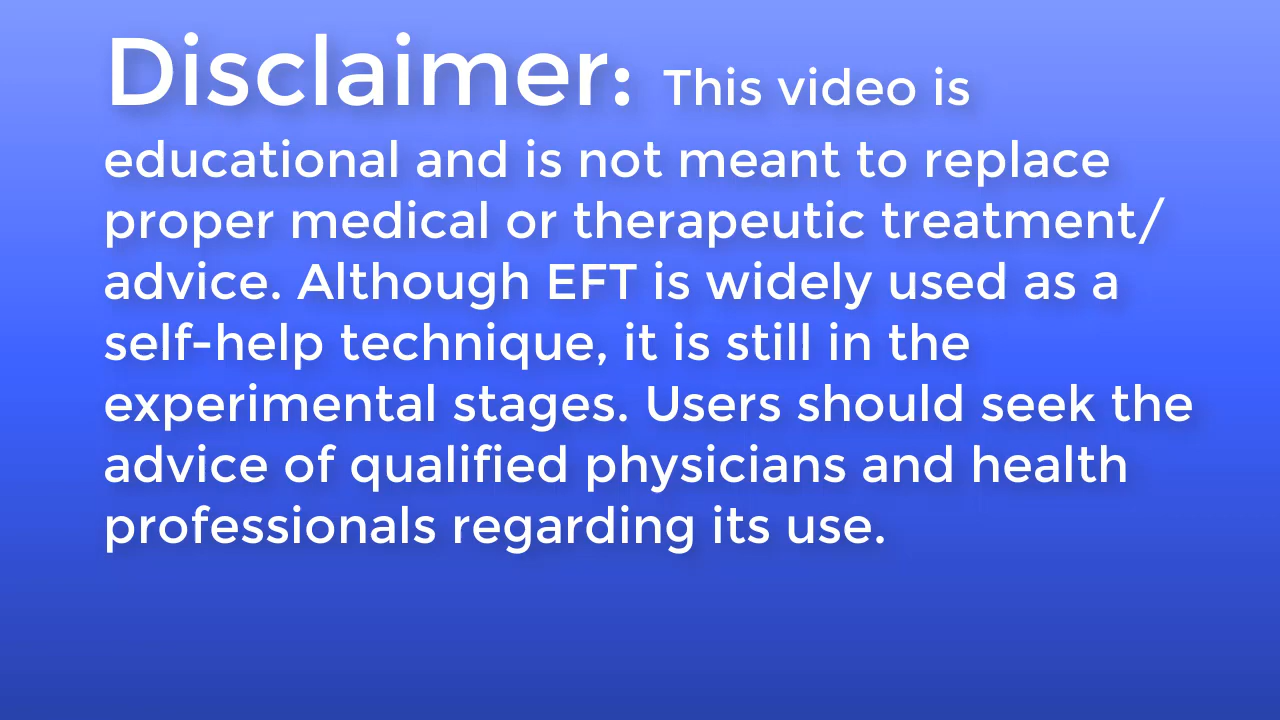 Disclaimer: This video is
educational and is not meant to replace
proper medical or therapeutic treatment/
advice. Although EFT is widely used as a
self-help technique, it is still in the
experimental stages. Users should seek the
advice of qualified physicians and health
professionals regarding its use.